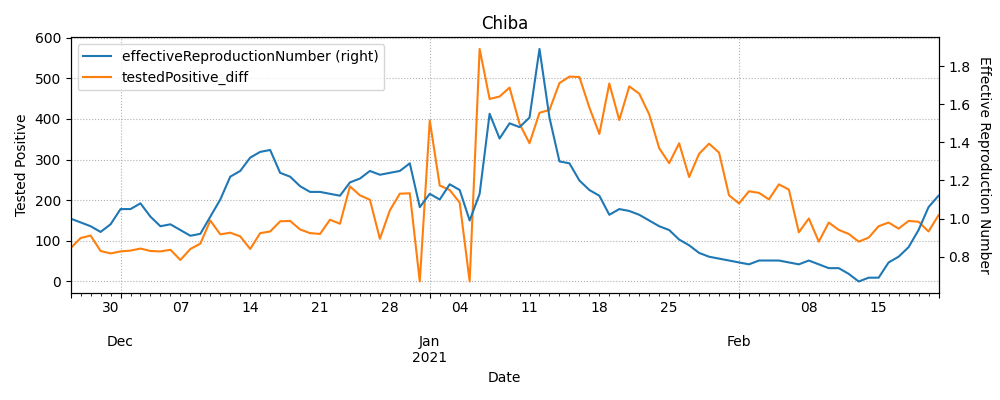 Chiba
effectiveReproductionNumber (right)
testedPositive_diff
Tested Positive
600
500
400
300
200
100
0
1.8
1.6
1.4
1.2
1.0
0.8
Effective Reproduction Number
30 07 14 21 28 04 11 18 25 08 15
Dec Jan Feb
2021
Date